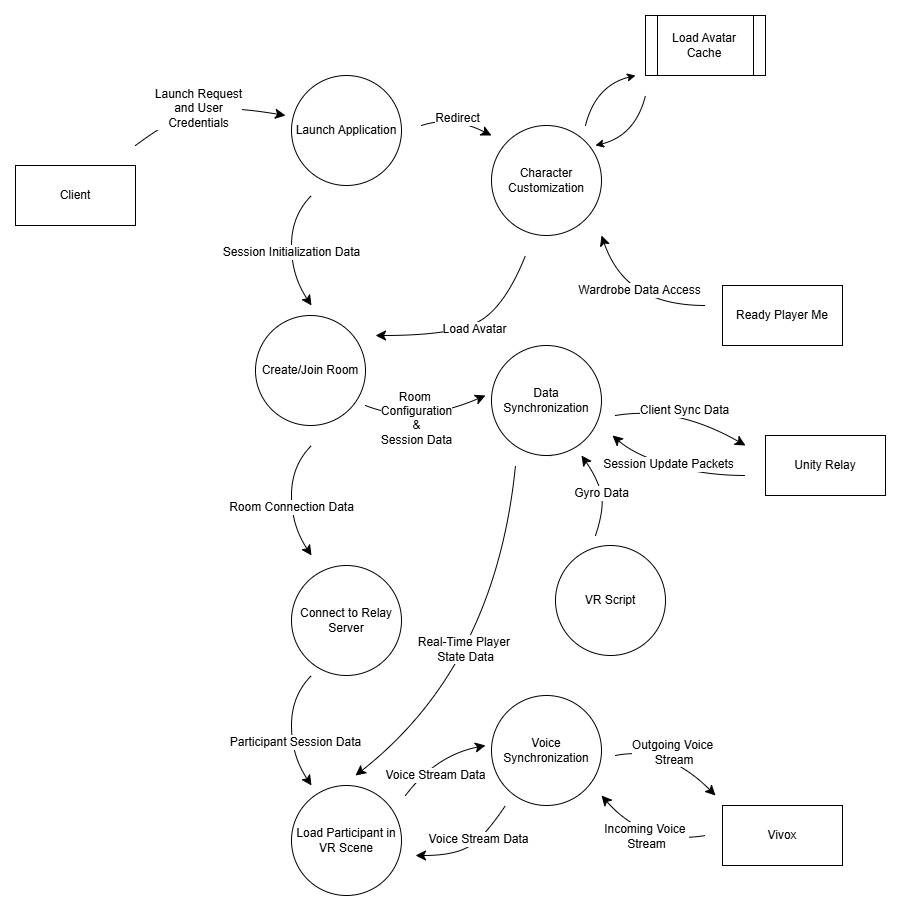 Load Avatar
Cache
Launch Request
and User
Credentials
Launch Application
Redirect
Character
Customization
Client
Session Initialization Data
Wardrobe Data Access
Ready Player Me
Load Avatar
Create/Join Room
Room
Configuration
&
Session Data
Data
Synchronization
Client Sync Data
Session Update Packets
Unity Relay
Gyro Data
Room Connection Data
VR Script
Connect to Relay
Server
Real-Time Player
State Data
Participant Session Data
Voice
Synchronization
Outgoing Voice
Stream
Voice Stream Data
Load Participant in
VR Scene
Voice Stream Data
Incoming Voice
Stream
Vivox